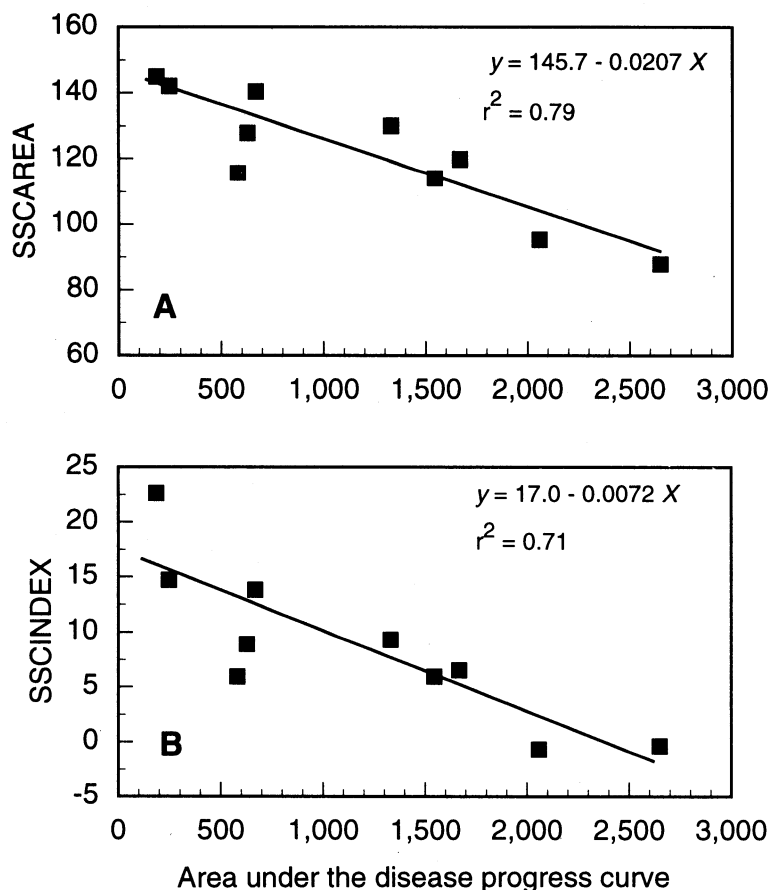 160
140
120
100
80
60
SSCAREA
y = 145.7 - 0.0207 X
r2 = 0.79
A
0 500 1,000 1,500 2,000 2,500 3,000
25
20
15
10
5
0
-5
SSCINDEX
y = 17.0 - 0.0072 X
r2 = 0.71
B
0 500 1,000 1,500 2,000 2,500 3,000
Area under the disease progress curve